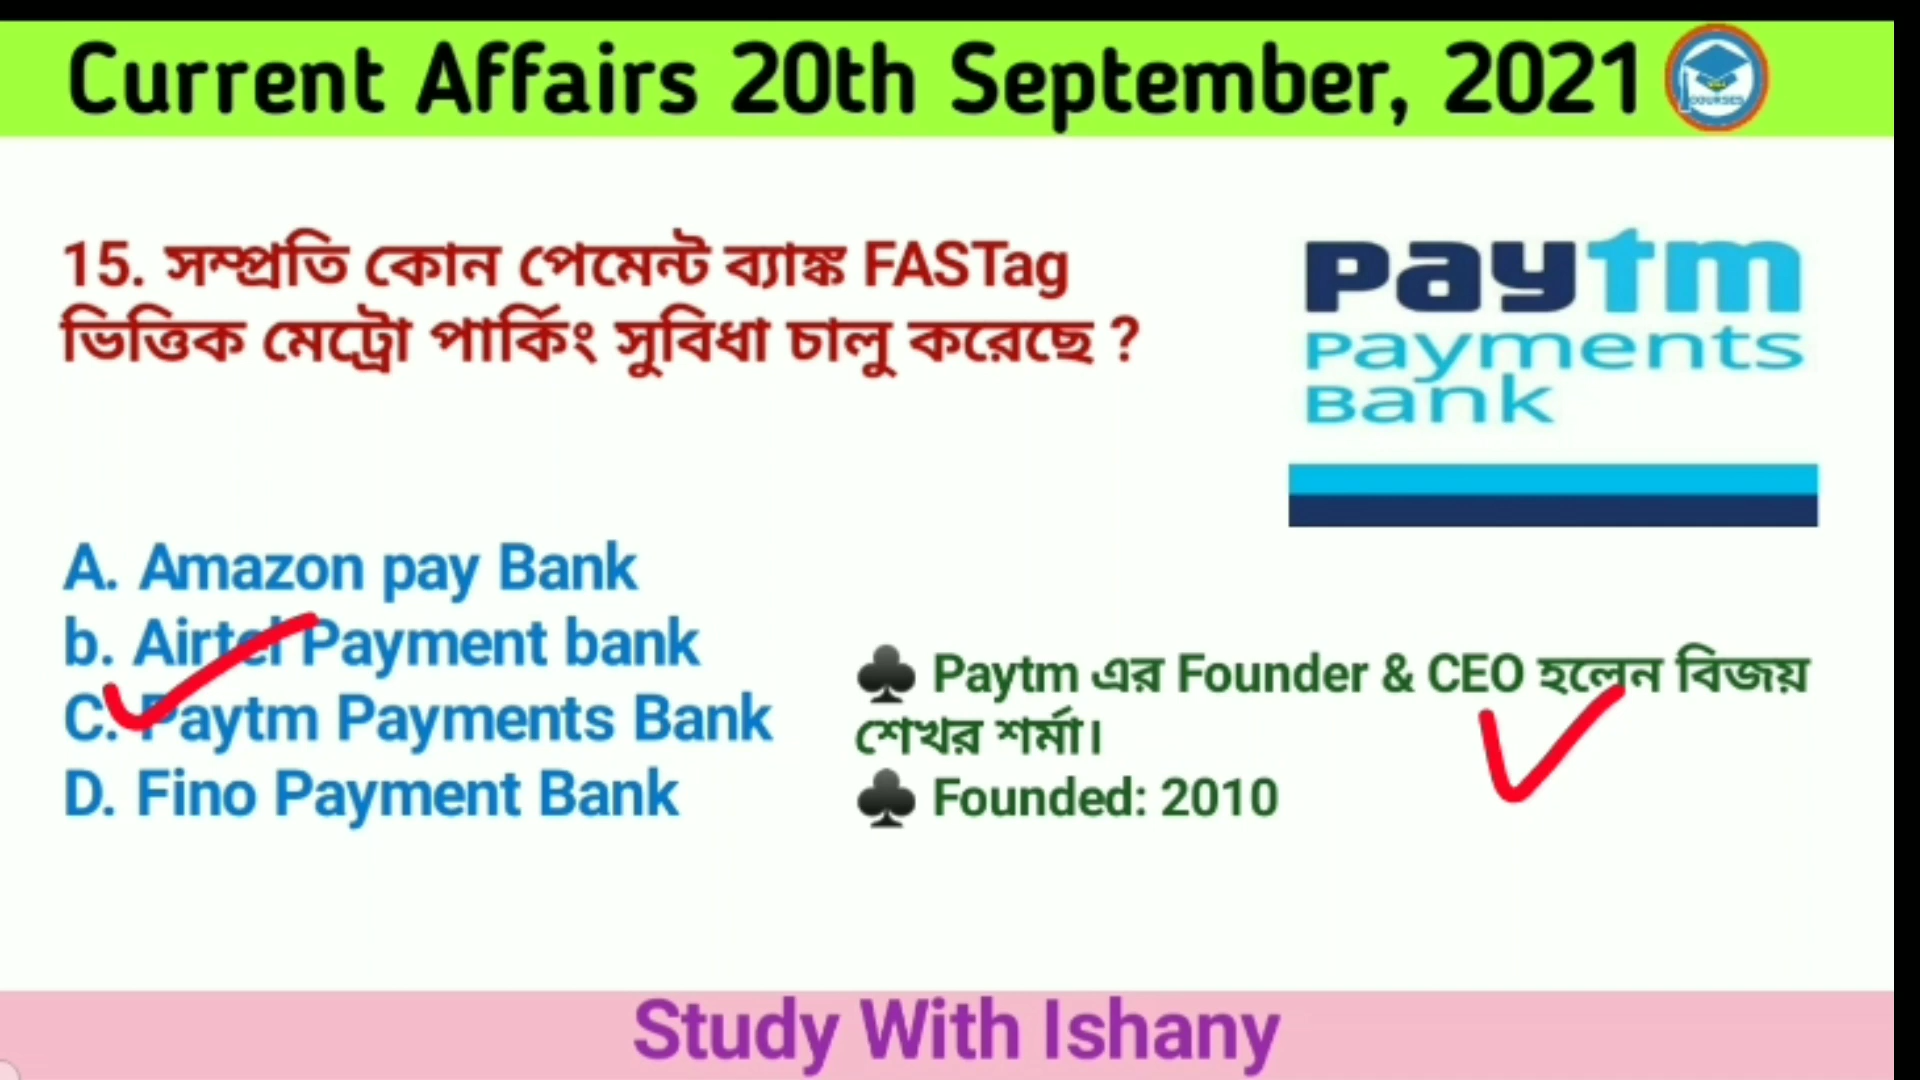 Current Affairs 20th September, 2021
COURSES
15. সম্প্রতি কোন পেমেন্ট ব্যাঙ্ক FASTag
ভিত্তিক মেট্রো পার্কিং সুবিধা চালু করেছে ?
paytm
Payments
Bank
A. Amazon pay Bank
b. Airtel Payment bank
C. Paytm Payments Bank
D. Fino Payment Bank
♣ Paytm এর Founder & CEO হলেন বিজয়
শেখর শর্মা।
♣ Founded: 2010
Study With Ishany